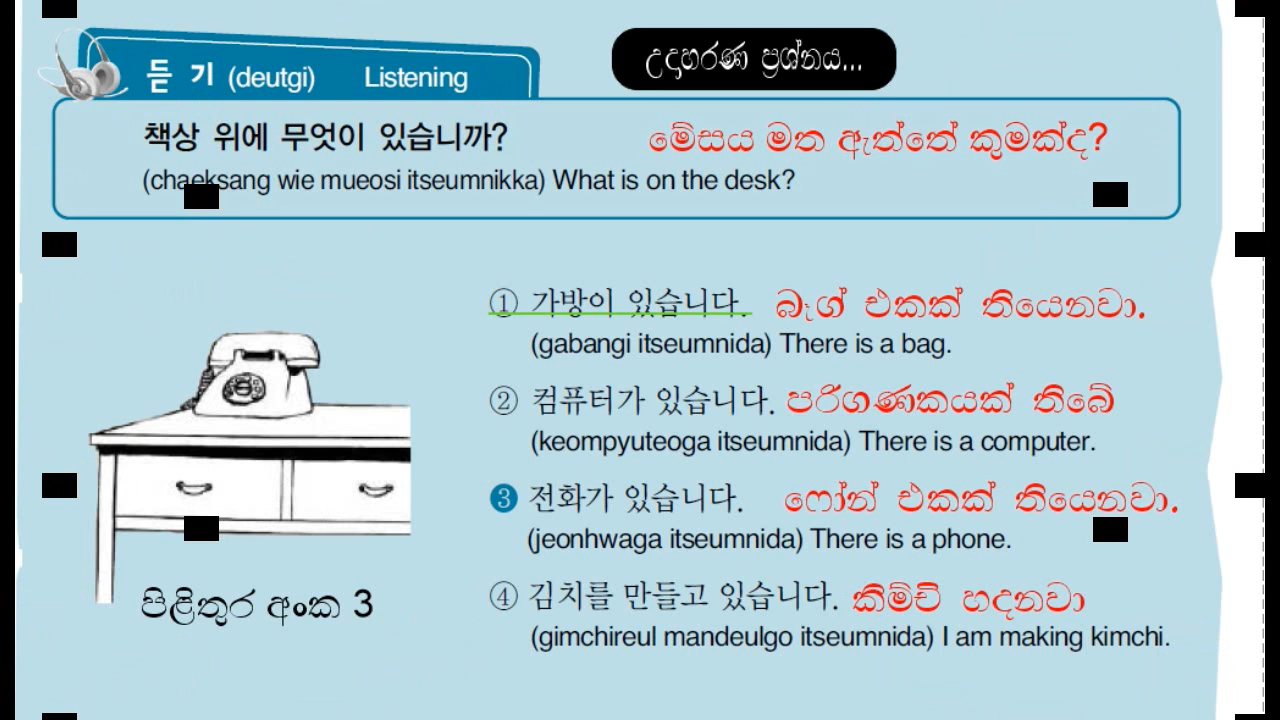 듣 기 (deutgi) Listening
උදාහරණ ප්‍රශ්නය...
책상 위에 무엇이 있습니까? මේසය මත ඇත්තේ කුමක්ද?
(chaeksang wie mueosi itseumnikka) What is on the desk?
① 가방이 있습니다. බෑග් එකක් තියෙනවා.
(gabangi itseumnida) There is a bag.
② 컴퓨터가 있습니다. පරිගණකයක් තිබේ
(keompyuteoga itseumnida) There is a computer.
❸ 전화가 있습니다. ෆෝන් එකක් තියෙනවා.
(jeonhwaga itseumnida) There is a phone.
④ 김치를 만들고 있습니다. කිම්චි හදනවා
(gimchireul mandeulgo itseumnida) I am making kimchi.
පිළිතුර අංක 3